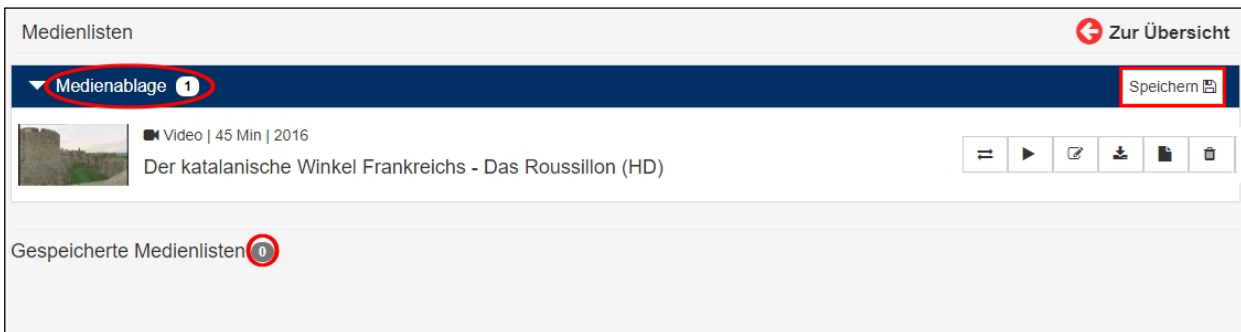 Medienlisten
Zur Übersicht
Medienablage 1
Speichern
Video | 45 Min | 2016
Der katalanische Winkel Frankreichs - Das Roussillon (HD)
Gespeicherte Medienlisten 0